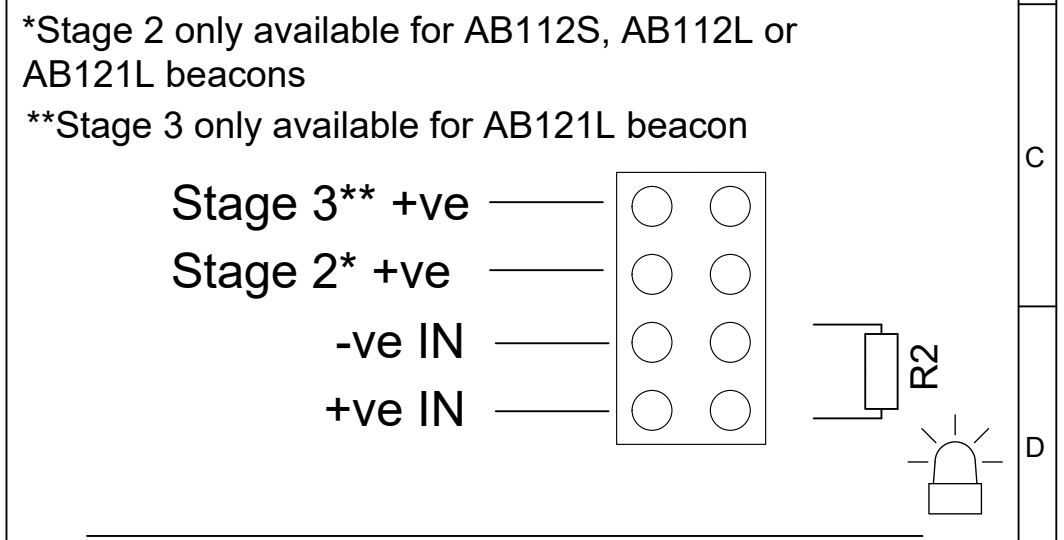 *Stage 2 only available for AB112S, AB112L or
AB121L beacons
**Stage 3 only available for AB121L beacon
C
Stage 3** +ve
Stage 2* +ve
-ve IN
R2
+ve IN
D